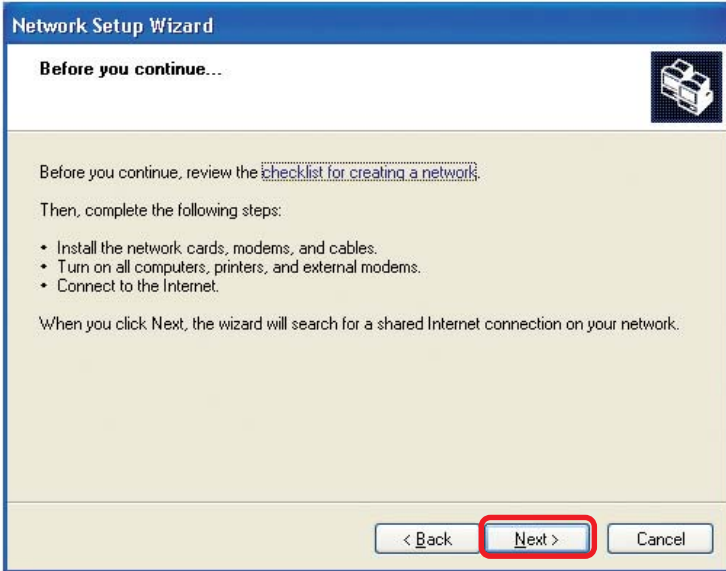 Network Setup Wizard
Before you continue...
Before you continue, review the checklist for creating a network.
Then, complete the following steps:
• Install the network cards, modems, and cables.
• Turn on all computers, printers, and external modems.
• Connect to the Internet.
When you click Next, the wizard will search for a shared Internet connection on your network.
< Back
Next >
Cancel